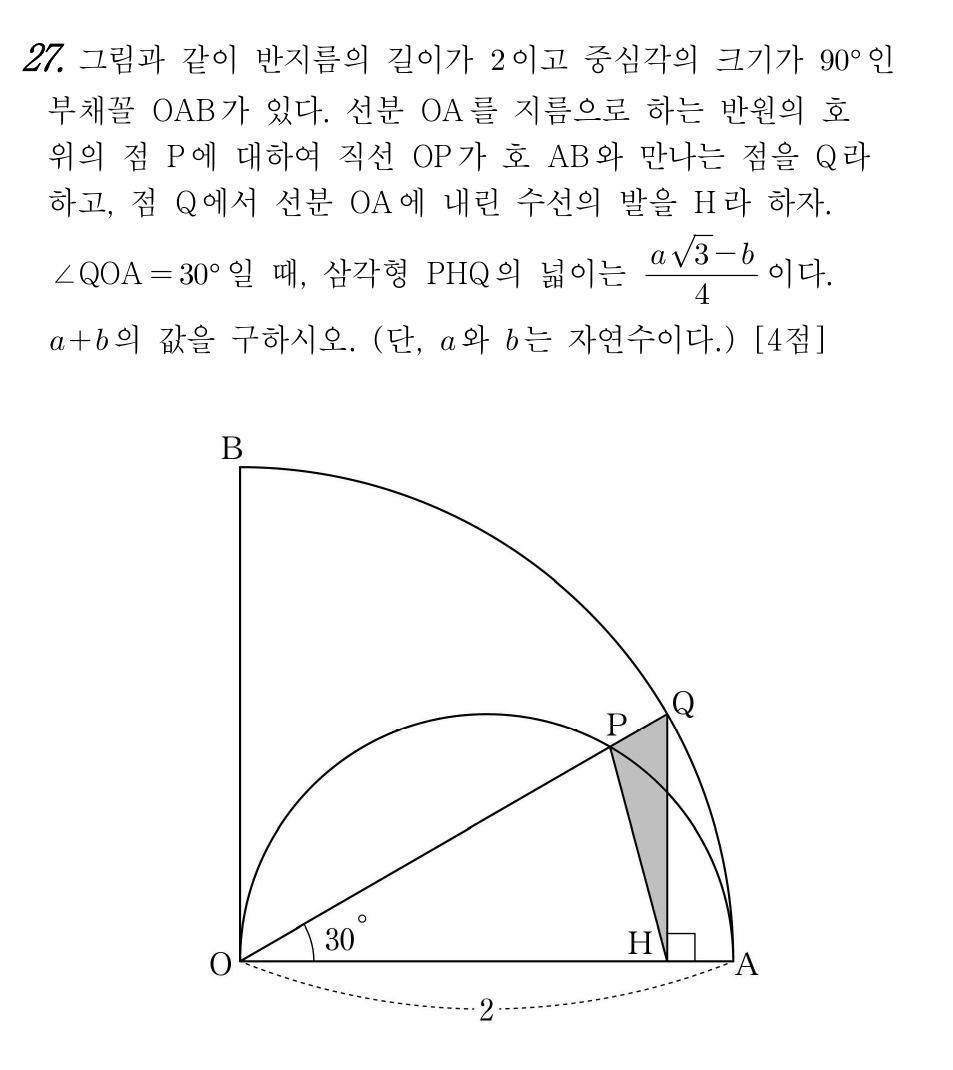 27. 그림과 같이 반지름의 길이가 2이고 중심각의 크기가 90°인
부채꼴 OAB가 있다. 선분 OA를 지름으로 하는 반원의 호
위의 점 P에 대하여 직선 OP가 호 AB와 만나는 점을 Q라
하고, 점 Q에서 선분 OA에 내린 수선의 발을 H라 하자.
∠QOA=30°일 때, 삼각형 PHQ의 넓이는 (a√3-b)/4 이다.
a+b의 값을 구하시오. (단, a와 b는 자연수이다.) [4점]
B
Q
P
30°
H
O
A
2